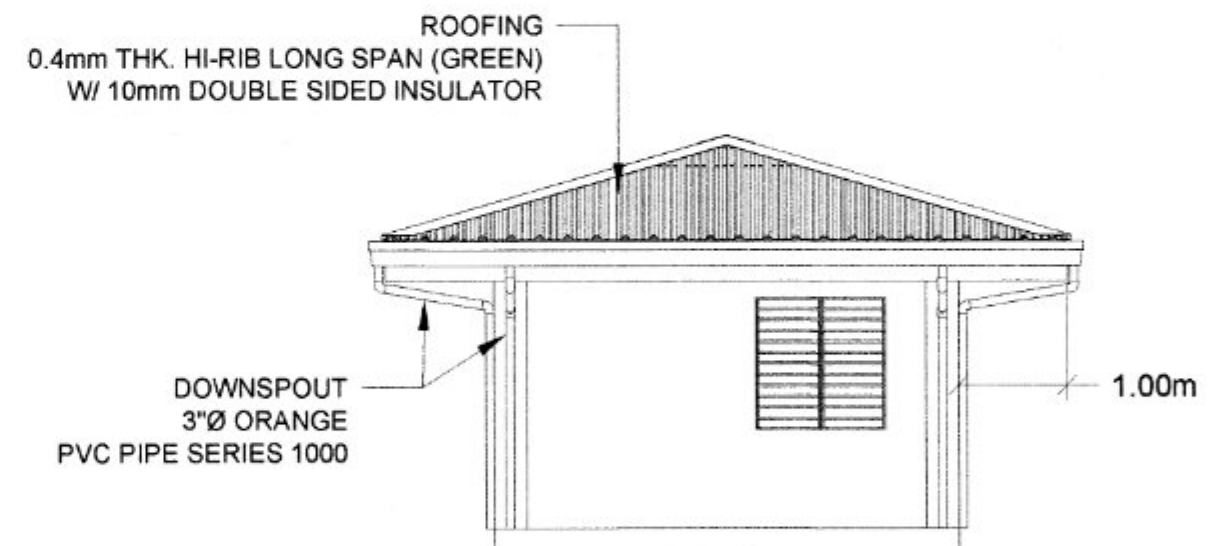 ROOFING
0.4mm THK. HI-RIB LONG SPAN (GREEN)
W/ 10mm DOUBLE SIDED INSULATOR
DOWNSPOUT
3"Ø ORANGE
PVC PIPE SERIES 1000
1.00m